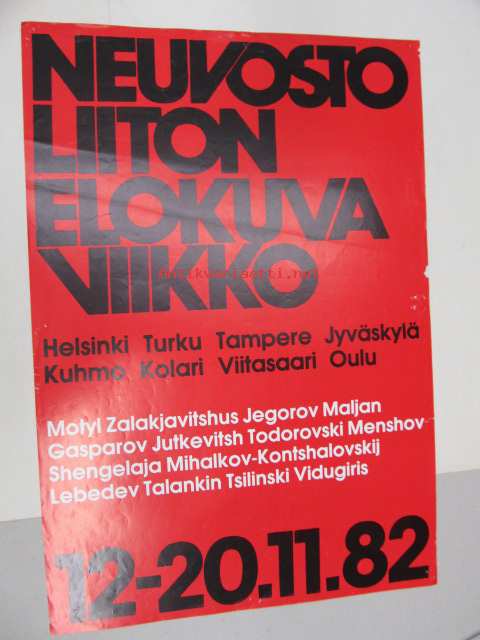 NEUVOSTO
LIITON
ELOKUVA
VIIKKO
Helsinki Turku Tampere Jyväskylä
Kuhmo Kolari Viitasaari Oulu
Motyl Zalakjavitshus Jegorov Maljan
Gasparov Jutkevitsh Todorovski Menshov
Shengelaja Mihalkov-Kontshalovskij
Lebedev Talankin Tsilinski Vidugiris
12-20.11.82